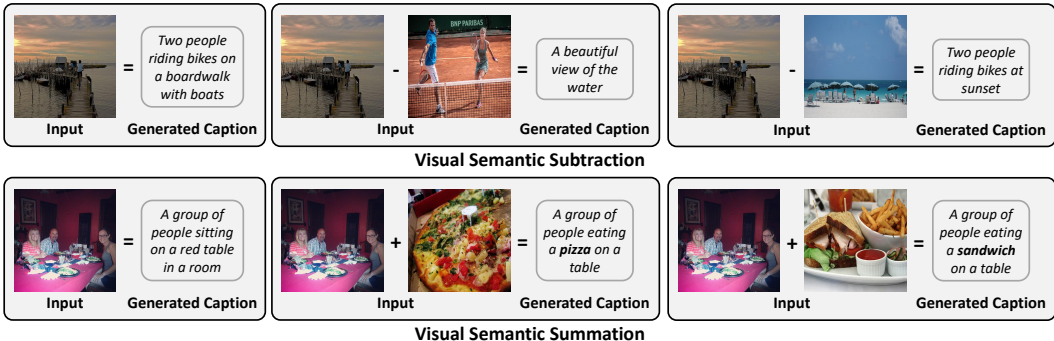 Two people
riding bikes on
a boardwalk
with boats
=
Input
Generated Caption
BNP PARIBAS
-
=
A beautiful
view of the
water
Input
Generated Caption
-
=
Two people
riding bikes at
sunset
Input
Generated Caption
Visual Semantic Subtraction
=
A group of
people sitting
on a red table
in a room
Input
Generated Caption
+
=
A group of
people eating
a pizza on a
table
Input
Generated Caption
+
=
A group of
people eating
a sandwich
on a table
Input
Generated Caption
Visual Semantic Summation